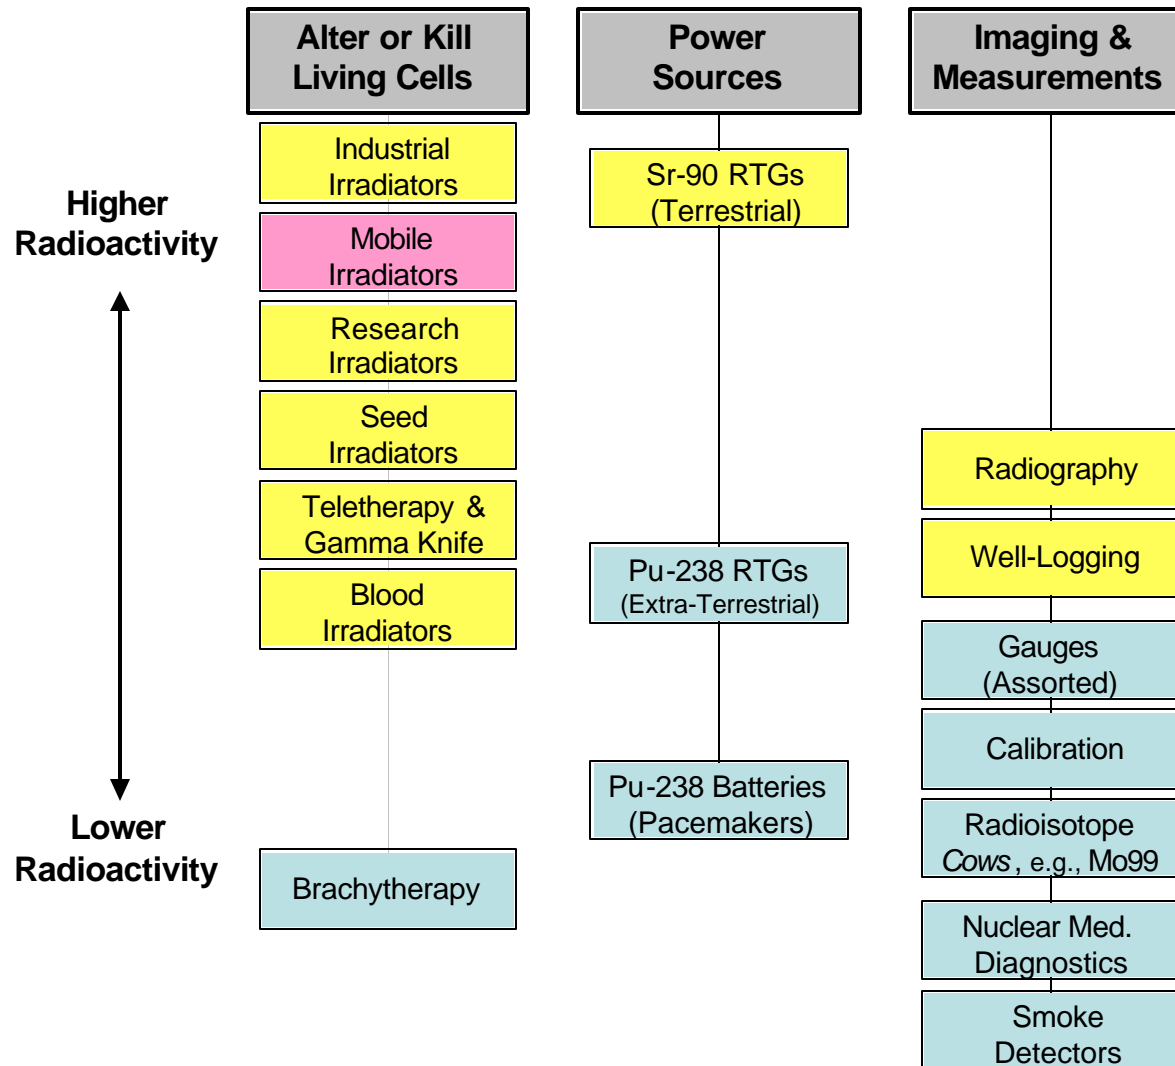 Alter or Kill
Living Cells
Power
Sources
Imaging &
Measurements
Higher
Radioactivity
Lower
Radioactivity
Industrial
Irradiators
Mobile
Irradiators
Research
Irradiators
Seed
Irradiators
Teletherapy &
Gamma Knife
Blood
Irradiators
Brachytherapy
Sr-90 RTGs
(Terrestrial)
Pu-238 RTGs
(Extra-Terrestrial)
Pu-238 Batteries
(Pacemakers)
Radiography
Well-Logging
Gauges
(Assorted)
Calibration
Radioisotope
Cows, e.g., Mo99
Nuclear Med.
Diagnostics
Smoke
Detectors